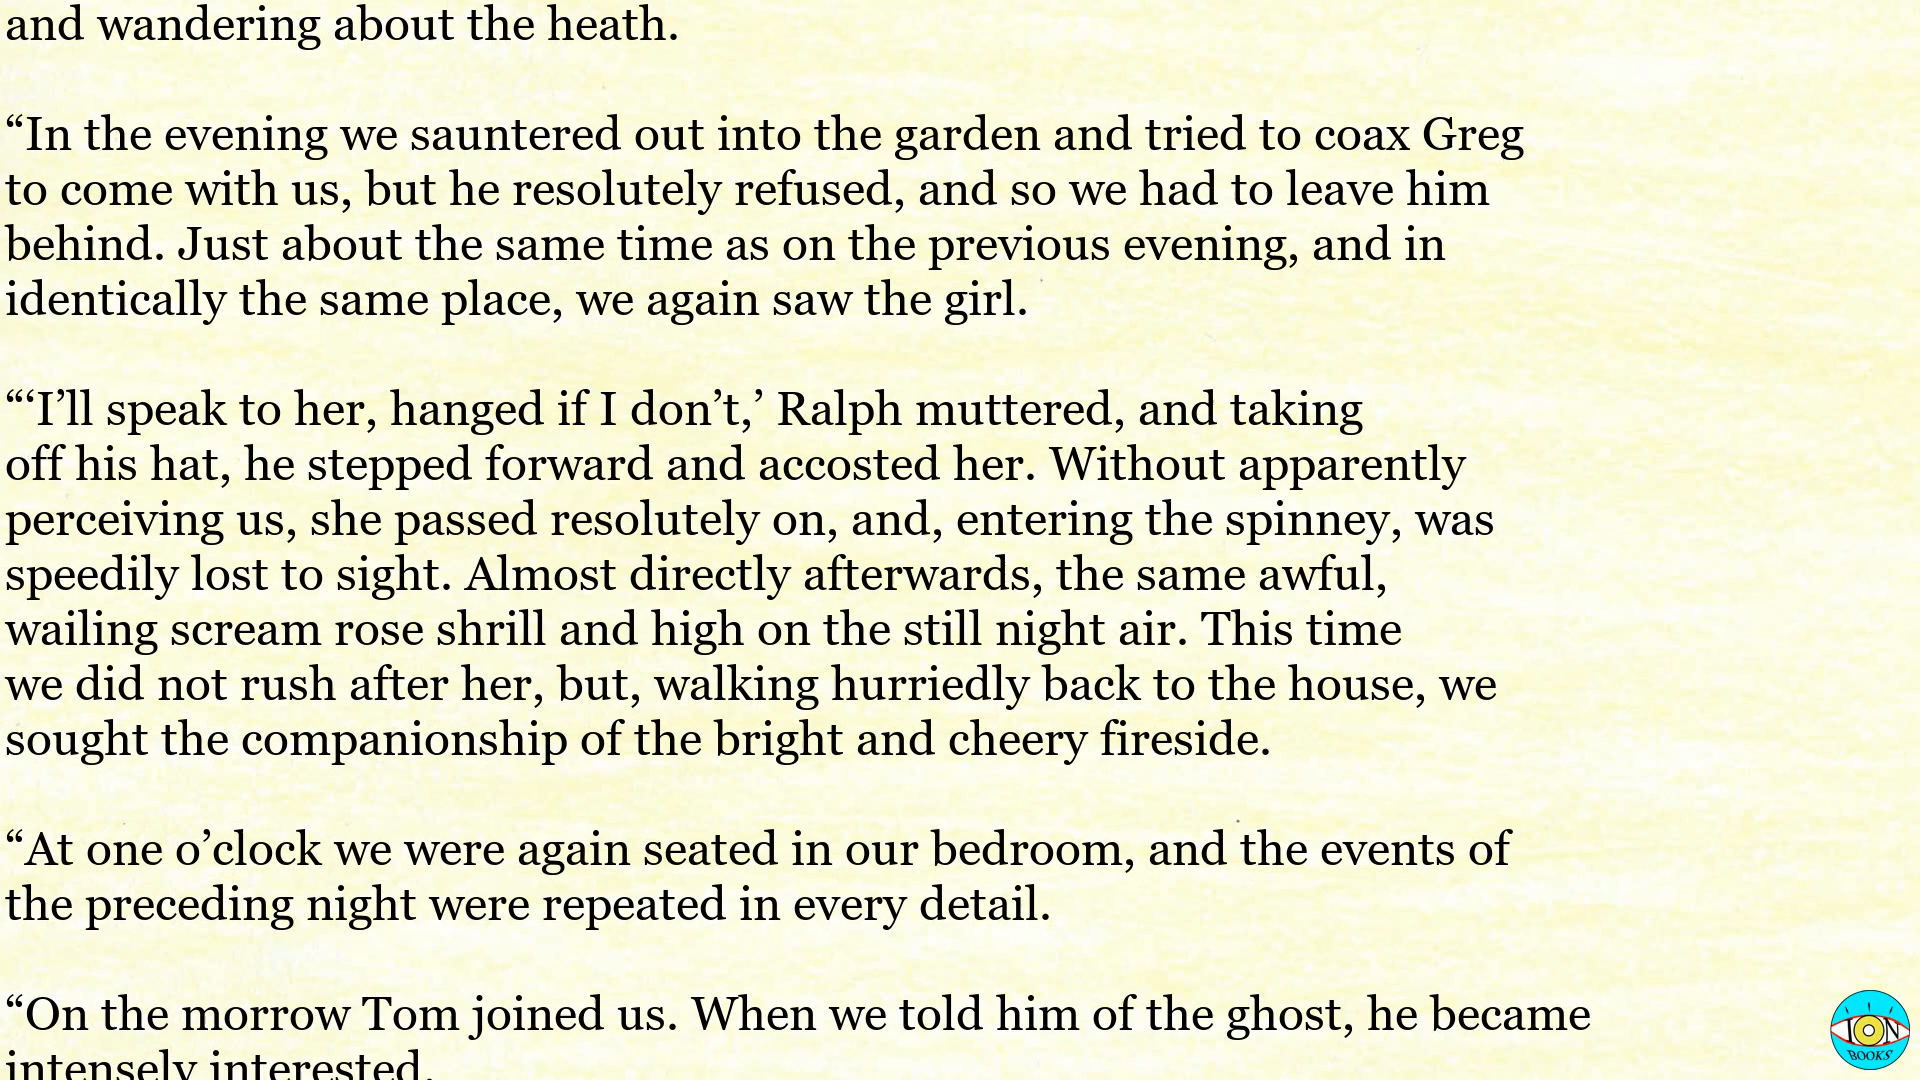 and wandering about the heath.
“In the evening we sauntered out into the garden and tried to coax Greg
to come with us, but he resolutely refused, and so we had to leave him
behind. Just about the same time as on the previous evening, and in
identically the same place, we again saw the girl.
“‘I’ll speak to her, hanged if I don’t,’ Ralph muttered, and taking
off his hat, he stepped forward and accosted her. Without apparently
perceiving us, she passed resolutely on, and, entering the spinney, was
speedily lost to sight. Almost directly afterwards, the same awful,
wailing scream rose shrill and high on the still night air. This time
we did not rush after her, but, walking hurriedly back to the house, we
sought the companionship of the bright and cheery fireside.
“At one o’clock we were again seated in our bedroom, and the events of
the preceding night were repeated in every detail.
“On the morrow Tom joined us. When we told him of the ghost, he became
intensely interested.
ION
BOOKS